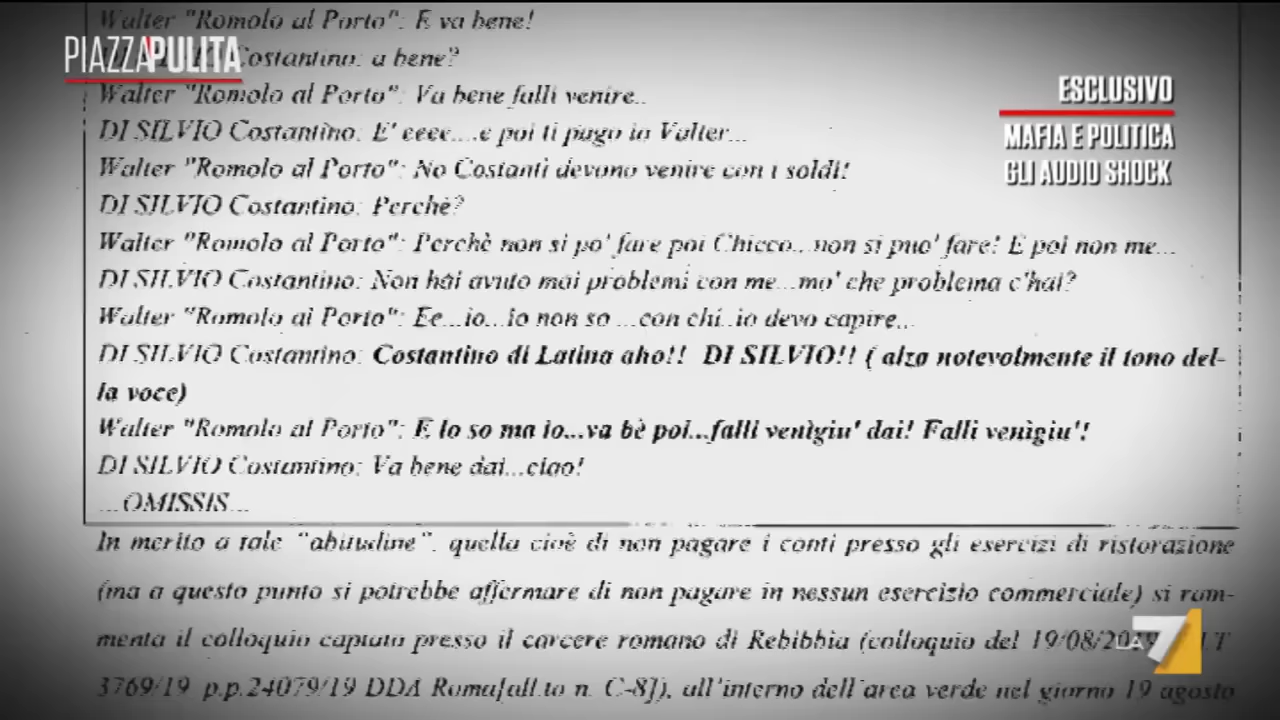 Walter "Romolo al Porto": E va bene!
PIAZZAPULITA
Costantino: a bene?
ESCLUSIVO
MAFIA E POLITICA
GLI AUDIO SHOCK
Walter "Romolo al Porto": Va bene falli venire..
DI SILVIO Costantino: E' eeee....e poi ti pago io Valter...
Walter "Romolo al Porto": No Costantì devono venire con i soldi!
DI SILVIO Costantino: Perchè?
Walter "Romolo al Porto": Perchè non si po' fare poi Chicco...non si puo' fare! E poi non me...
DI SILVIO Costantino: Non hai avuto mai problemi con me...mo' che problema c'hai?
Walter "Romolo al Porto": Ee...io...io non so ...con chi..io devo capire...
DI SILVIO Costantino: Costantino di Latina aho!! DI SILVIO!! ( alza notevolmente il tono del-
la voce)
Walter "Romolo al Porto": E lo so ma io...va bè poi...falli venìgiu' dai! Falli venìgiu'!
DI SILVIO Costantino: Va bene dai...ciao!
...OMISSIS...
In merito a tale "abitudine", quella cioè di non pagare i conti presso gli esercizi di ristorazione
(ma a questo punto si potrebbe affermare di non pagare in nessun esercizio commerciale) si ram-
menta il colloquio captato presso il carcere romano di Rebibbia (colloquio del 19/08/
LA7
3769/19 p.p.24079/19 DDA Roma[all.to n. C-8]), all'interno dell'area verde nel giorno 19 agosto